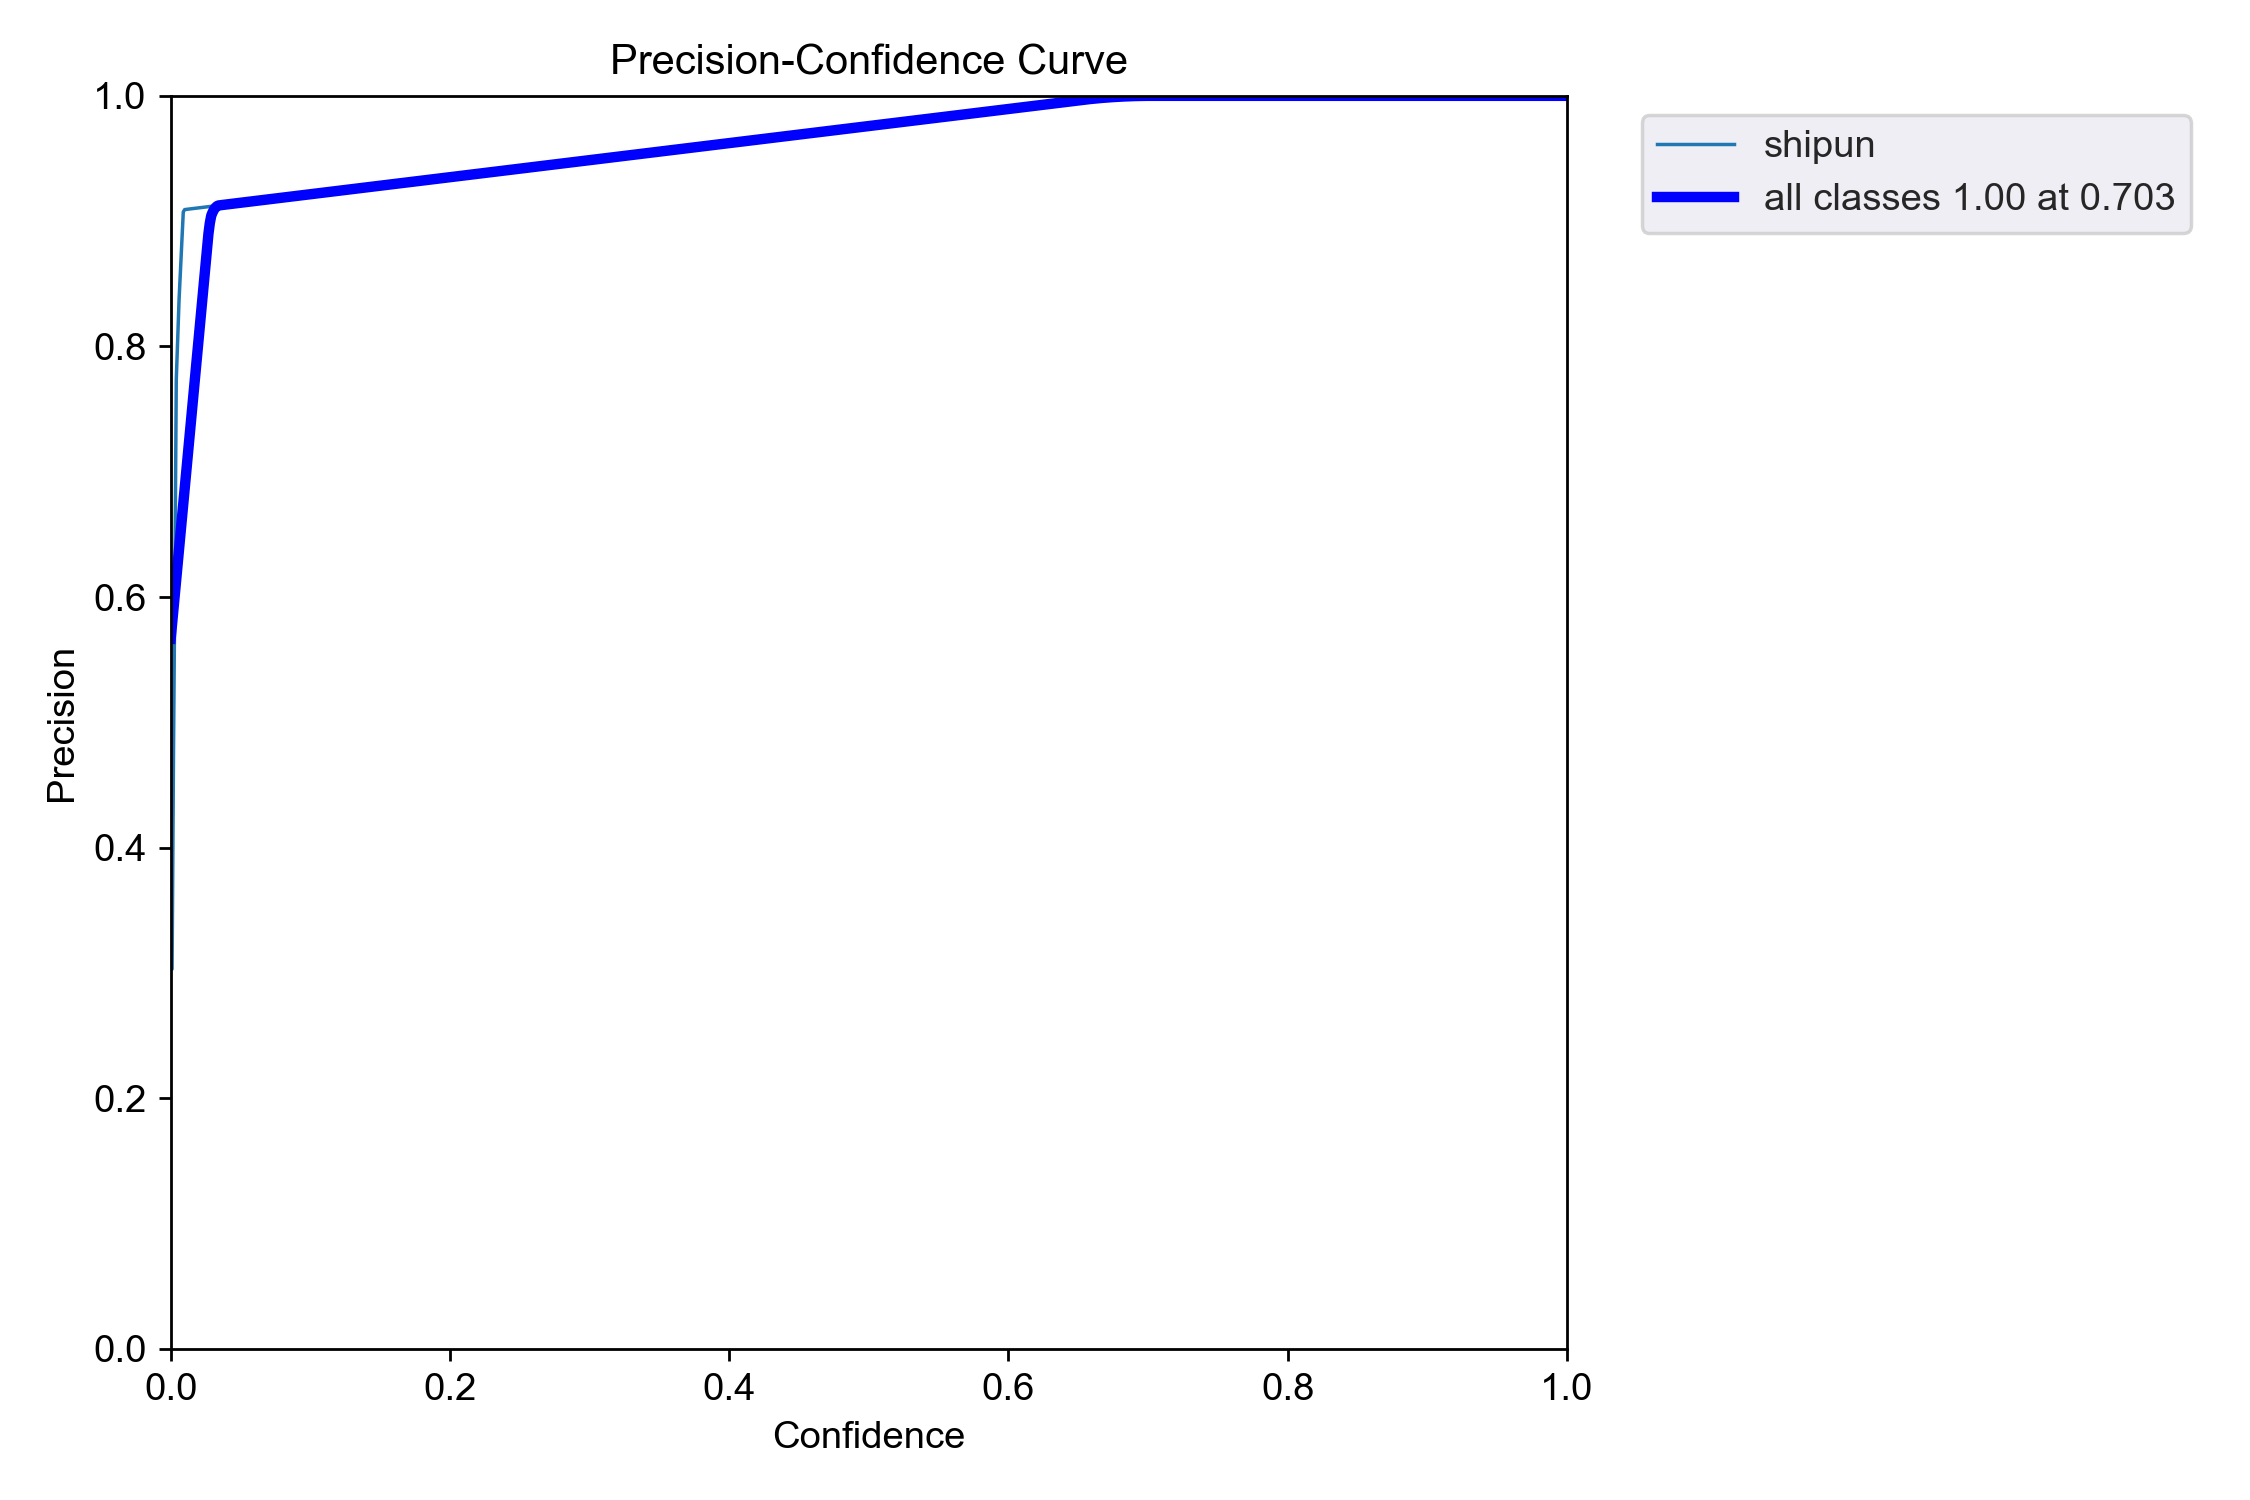 Precision-Confidence Curve
1.0
0.8
0.6
0.4
0.2
0.0
Precision
0.0 0.2 0.4 0.6 0.8 1.0
Confidence
shipun
all classes 1.00 at 0.703